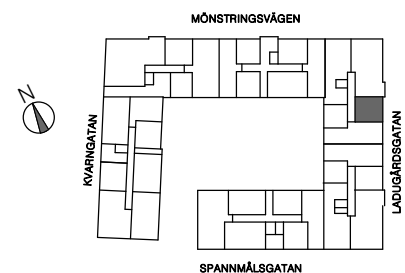 MÖNSTRINGSVÄGEN
N
KVARNGATAN
LADUGÅRDSGATAN
SPANNMÅLSGATAN